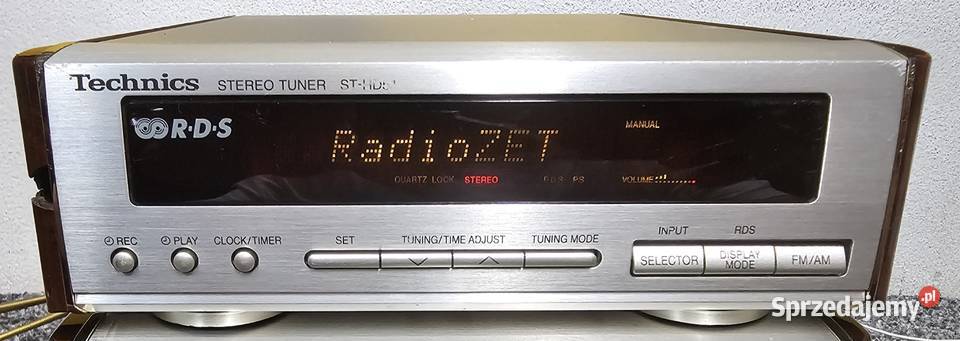 Technics STEREO TUNER
R·D·S
RadioZET
MANUAL
QUARTZ LOCK STEREO RDS PS VOLUME
REC PLAY CLOCK/TIMER SET TUNING/TIME ADJUST TUNING MODE
INPUT RDS
SELECTOR DISPLAY MODE FM/AM
Sprzedajemy.pl